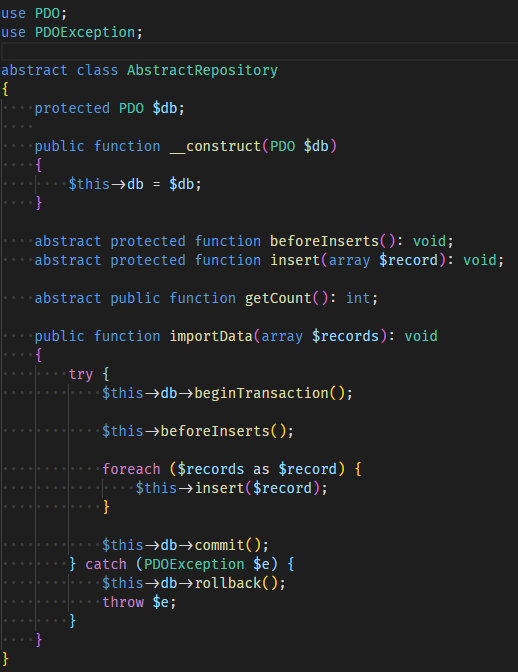 use PDO;
use PDOException;

abstract class AbstractRepository
{
    protected PDO $db;

    public function __construct(PDO $db)
    {
        $this->db = $db;
    }

    abstract protected function beforeInserts(): void;
    abstract protected function insert(array $record): void;

    abstract public function getCount(): int;

    public function importData(array $records): void
    {
        try {
            $this->db->beginTransaction();

            $this->beforeInserts();

            foreach ($records as $record) {
                $this->insert($record);
            }

            $this->db->commit();
        } catch (PDOException $e) {
            $this->db->rollback();
            throw $e;
        }
    }
}